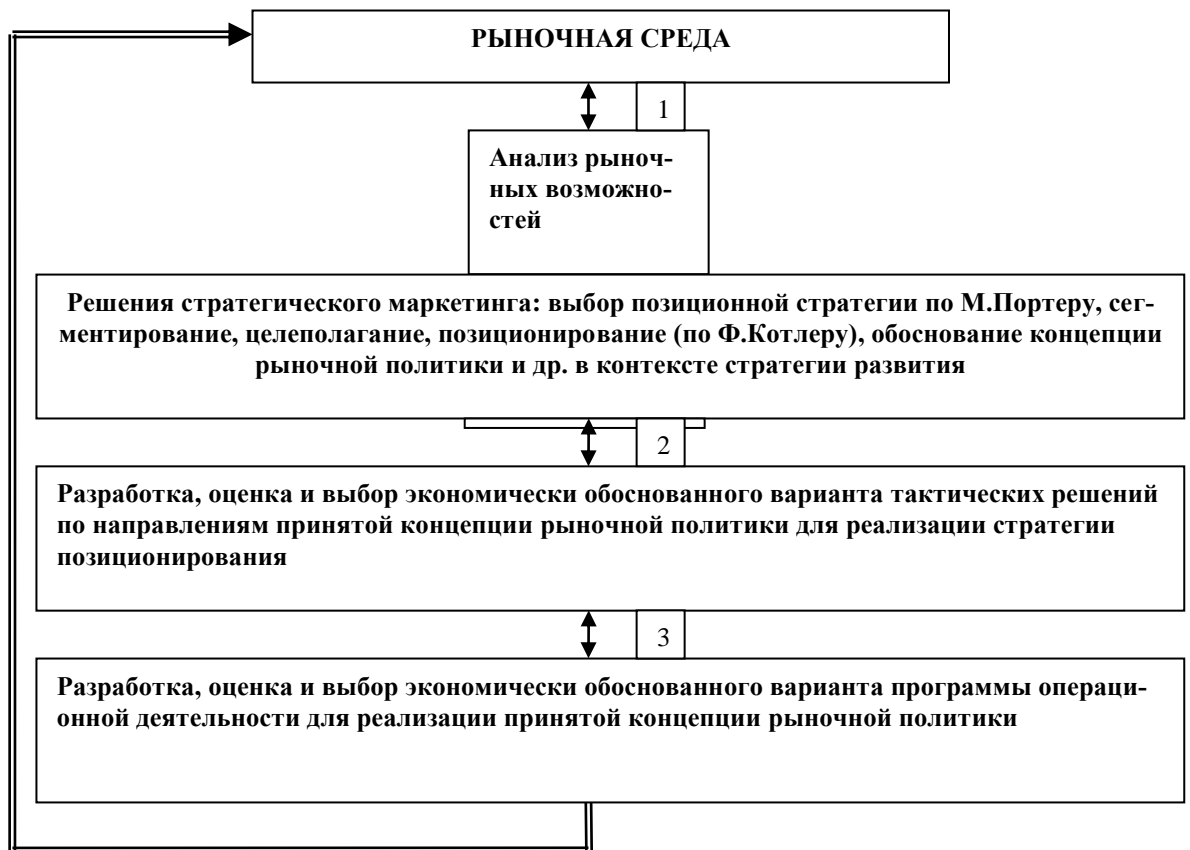 РЫНОЧНАЯ СРЕДА
1
Анализ рыноч-
ных возможно-
стей
Решения стратегического маркетинга: выбор позиционной стратегии по М.Портеру, сег-
ментирование, целеполагание, позиционирование (по Ф.Котлеру), обоснование концепции
рыночной политики и др. в контексте стратегии развития
2
Разработка, оценка и выбор экономически обоснованного варианта тактических решений
по направлениям принятой концепции рыночной политики для реализации стратегии
позиционирования
3
Разработка, оценка и выбор экономически обоснованного варианта программы операци-
онной деятельности для реализации принятой концепции рыночной политики